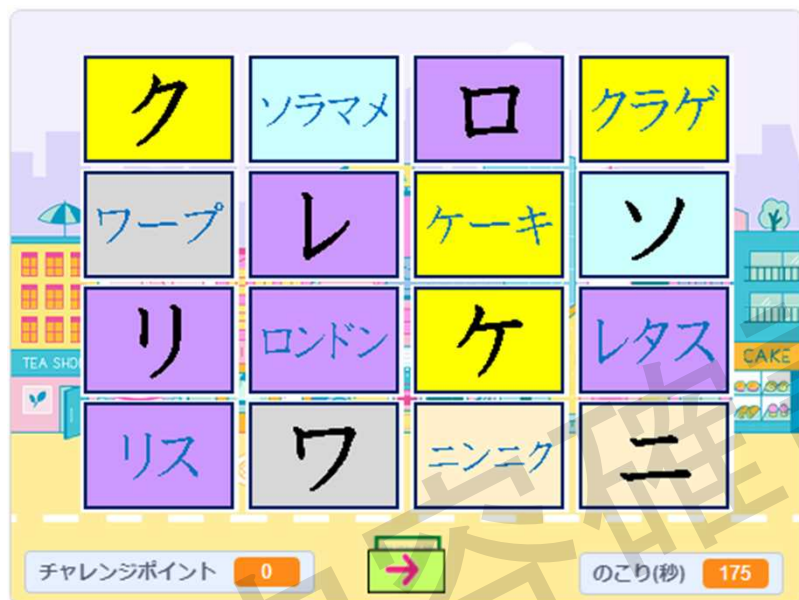 ク ソラマメ ロ クラゲ
ワープ レ ケーキ ソ
リ ロンドン ケ レタス
リス ワ ニンニク ニ
TEA SHO
CAKE
チャレンジポイント 0
のこり(秒) 175